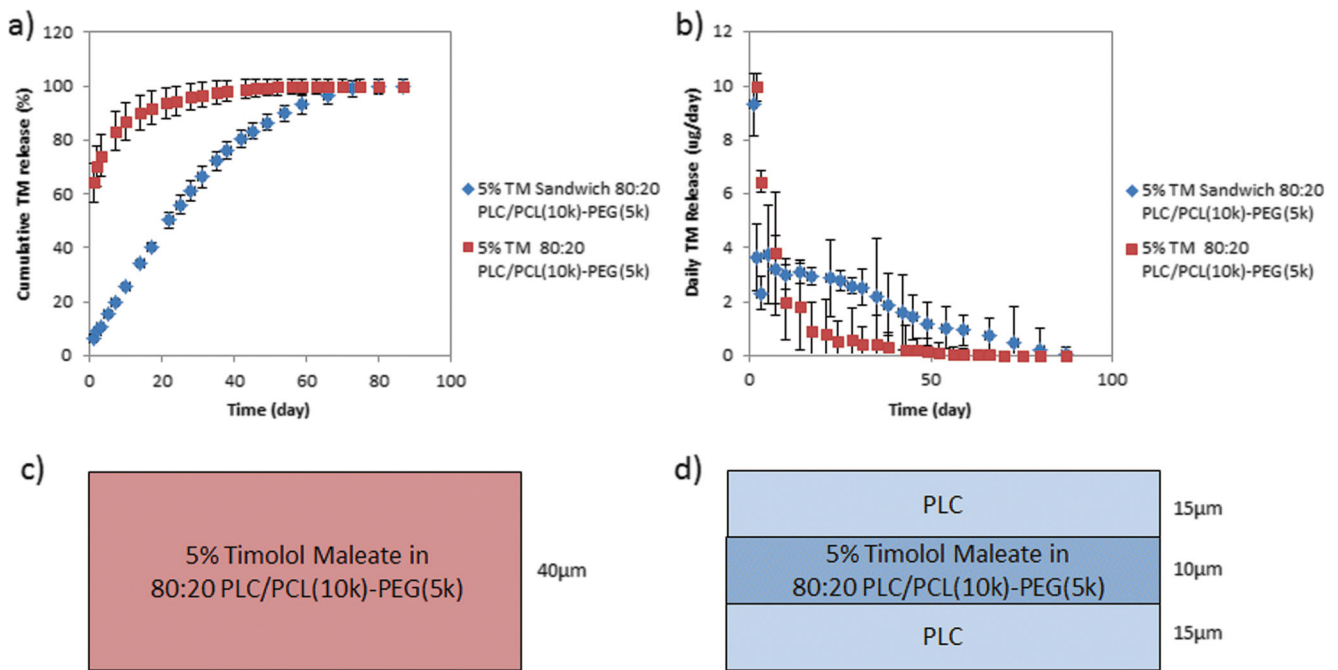 a)
Cumulative TM release (%)
120
100
80
60
40
20
0
0 20 40 60 80 100
Time (day)
5% TM Sandwich 80:20
PLC/PCL(10k)-PEG(5k)
5% TM 80:20
PLC/PCL(10k)-PEG(5k)
b)
Daily TM Release (ug/day)
12
10
8
6
4
2
0
0 50 100
Time (day)
5% TM Sandwich 80:20
PLC/PCL(10k)-PEG(5k)
5% TM 80:20
PLC/PCL(10k)-PEG(5k)
c)
5% Timolol Maleate in
80:20 PLC/PCL(10k)-PEG(5k)
40μm
d)
PLC
15μm
5% Timolol Maleate in
80:20 PLC/PCL(10k)-PEG(5k)
10μm
PLC
15μm